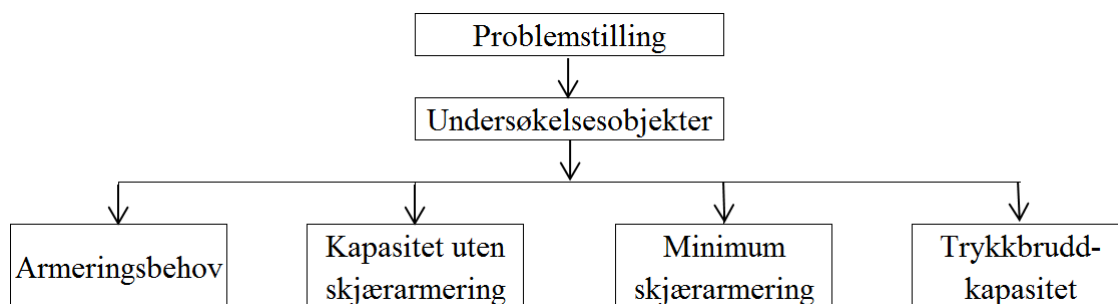 Problemstilling
Undersøkelsesobjekter
Armeringsbehov
Kapasitet uten
skjærarmering
Minimum
skjærarmering
Trykkbrudd-
kapasitet